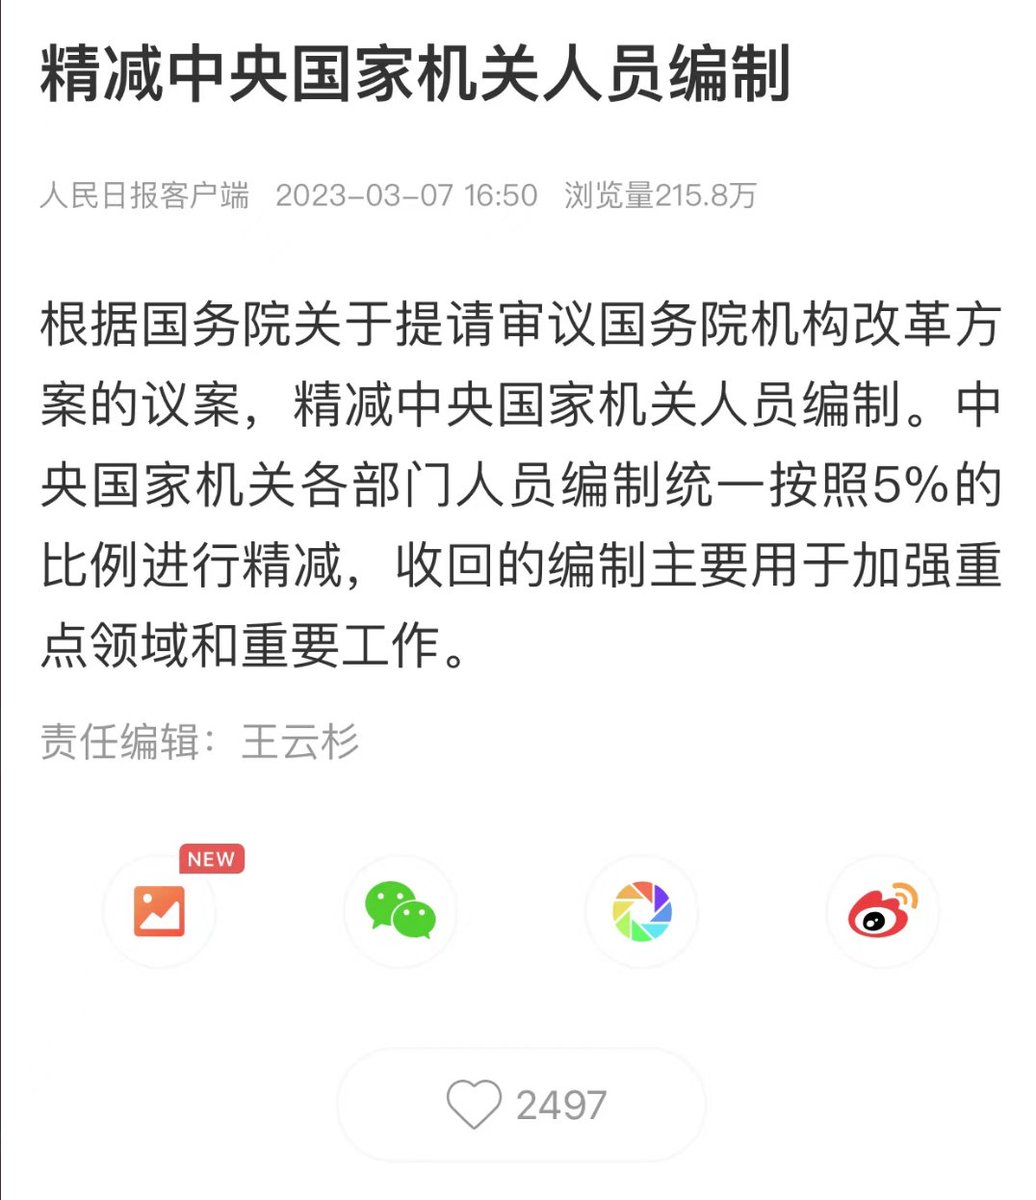 精减中央国家机关人员编制
人民日报客户端 2023-03-07 16:50 浏览量215.8万
根据国务院关于提请审议国务院机构改革方
案的议案，精减中央国家机关人员编制。中
央国家机关各部门人员编制统一按照5%的
比例进行精减，收回的编制主要用于加强重
点领域和重要工作。
责任编辑：王云杉
NEW
2497